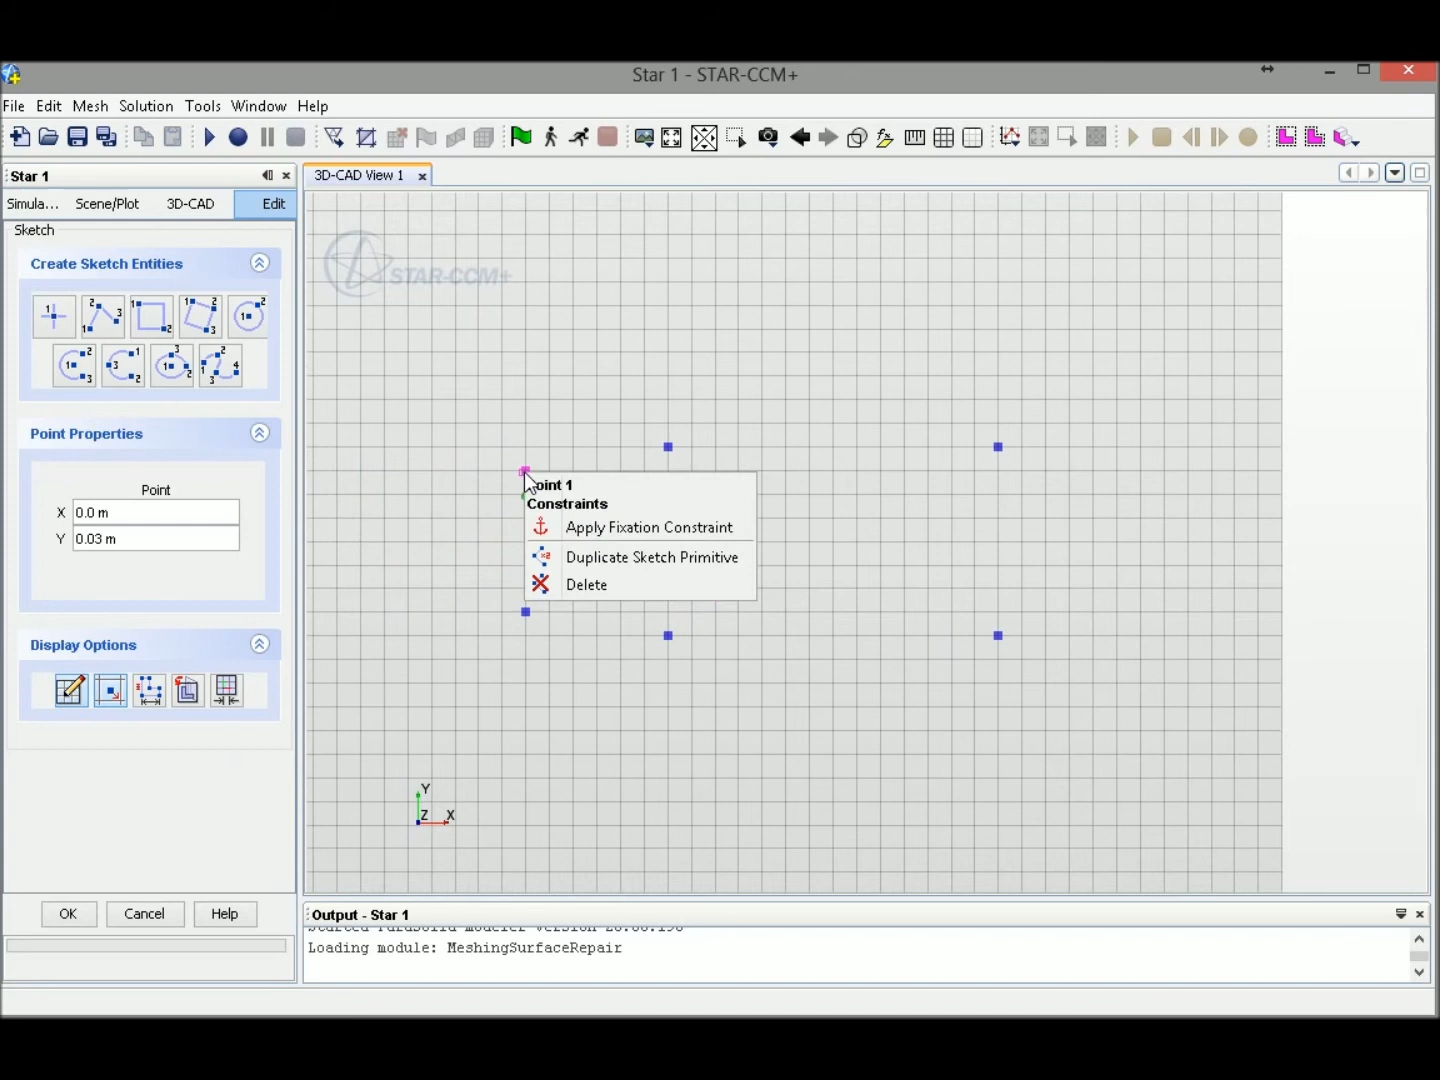 Star 1 - STAR-CCM+
File Edit Mesh Solution Tools Window Help
Star 1
3D-CAD View 1
Simula... Scene/Plot 3D-CAD Edit
Sketch
Create Sketch Entities
STAR-CCM+
Point Properties
Point
X 0.0 m
Y 0.03 m
oint 1
Constraints
Apply Fixation Constraint
Duplicate Sketch Primitive
Delete
Display Options
Y
Z X
OK Cancel Help
Output - Star 1
Loading module: MeshingSurfaceRepair